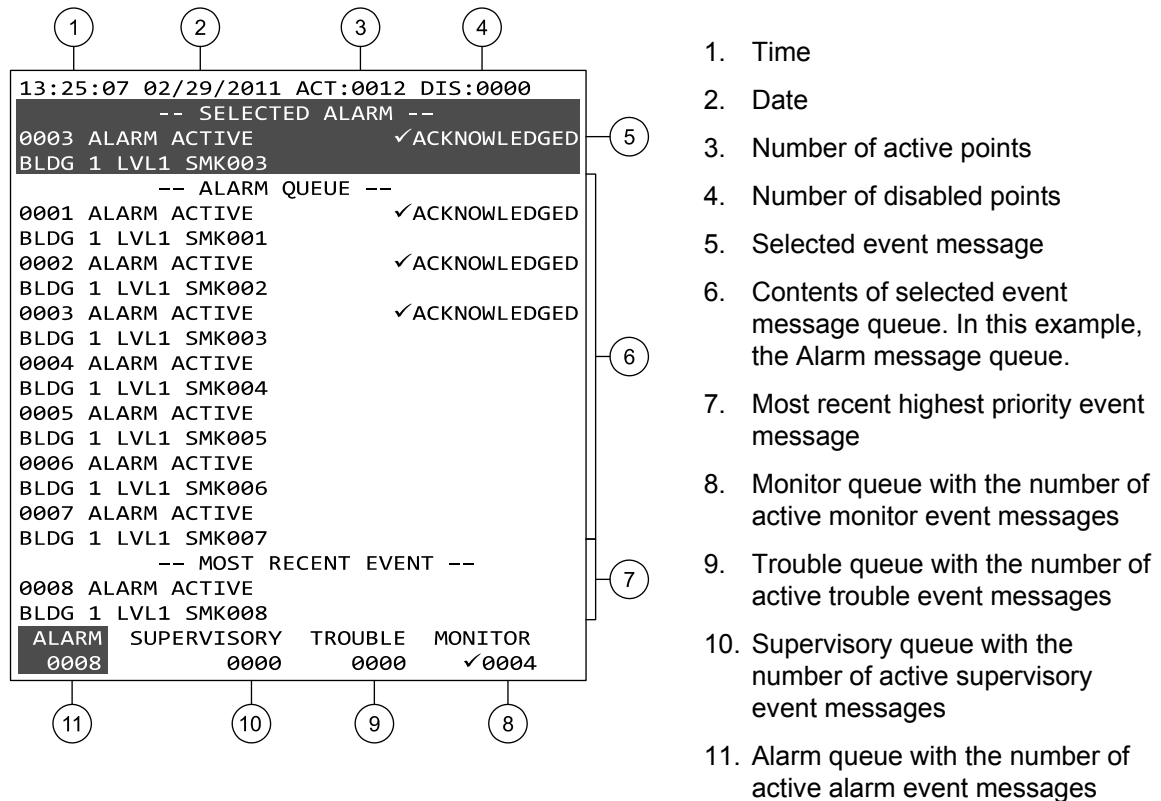 1
2
3
4
13:25:07 02/29/2011 ACT:0012 DIS:0000
-- SELECTED ALARM --
0003 ALARM ACTIVE ✓ACKNOWLEDGED
BLDG 1 LVL1 SMK003
5
-- ALARM QUEUE --
0001 ALARM ACTIVE ✓ACKNOWLEDGED
BLDG 1 LVL1 SMK001
0002 ALARM ACTIVE ✓ACKNOWLEDGED
BLDG 1 LVL1 SMK002
0003 ALARM ACTIVE ✓ACKNOWLEDGED
BLDG 1 LVL1 SMK003
0004 ALARM ACTIVE
BLDG 1 LVL1 SMK004
0005 ALARM ACTIVE
BLDG 1 LVL1 SMK005
0006 ALARM ACTIVE
BLDG 1 LVL1 SMK006
0007 ALARM ACTIVE
BLDG 1 LVL1 SMK007
6
-- MOST RECENT EVENT --
0008 ALARM ACTIVE
BLDG 1 LVL1 SMK008
7
ALARM SUPERVISORY TROUBLE MONITOR
0008 0000 0000 ✓0004
11
10
9
8
1. Time
2. Date
3. Number of active points
4. Number of disabled points
5. Selected event message
6. Contents of selected event
message queue. In this example,
the Alarm message queue.
7. Most recent highest priority event
message
8. Monitor queue with the number of
active monitor event messages
9. Trouble queue with the number of
active trouble event messages
10. Supervisory queue with the
number of active supervisory
event messages
11. Alarm queue with the number of
active alarm event messages